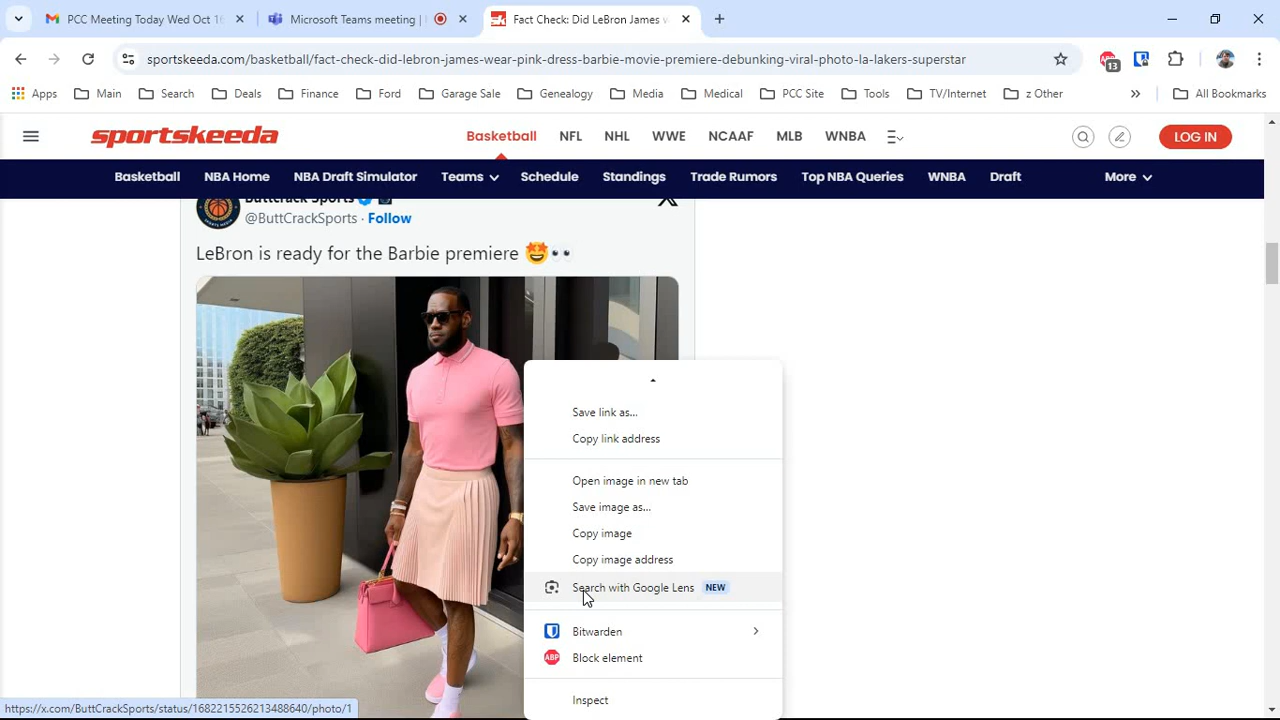 PCC Meeting Today Wed Oct 16
Microsoft Teams meeting |
Fact Check: Did LeBron James w
sportskeeda.com/basketball/fact-check-did-lebron-james-wear-pink-dress-barbie-movie-premiere-debunking-viral-photo-la-lakers-superstar
13
Apps Main Search Deals Finance Ford Garage Sale Genealogy Media Medical PCC Site Tools TV/Internet z Other » All Bookmarks
sportskeeda Basketball NFL NHL WWE NCAAF MLB WNBA LOG IN
Basketball NBA Home NBA Draft Simulator Teams Schedule Standings Trade Rumors Top NBA Queries WNBA Draft More
Buttcrack Sports
@ButtCrackSports · Follow
LeBron is ready for the Barbie premiere 🤩👀
Save link as...
Copy link address
Open image in new tab
Save image as...
Copy image
Copy image address
Search with Google Lens NEW
Bitwarden
ABP Block element
Inspect
https://x.com/ButtCrackSports/status/1682215526213488640/photo/1